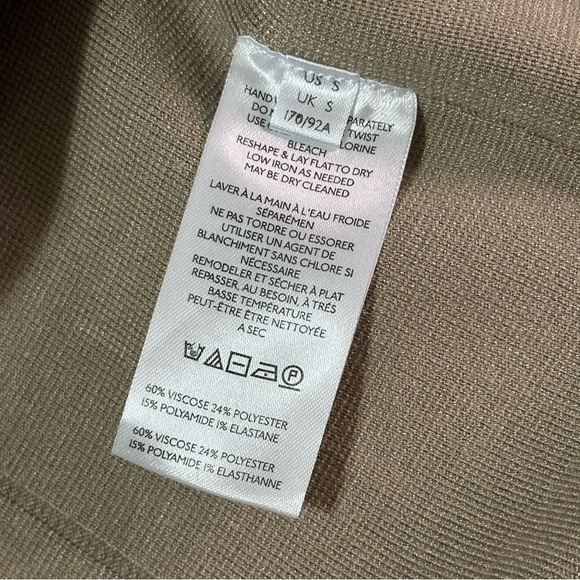 US S
UK S
170/92A
HAND
PARATELY
DO
TWIST
USE
LORINE
BLEACH
RESHAPE & LAY FLAT TO DRY
LOW IRON AS NEEDED
MAY BE DRY CLEANED
LAVER À LA MAIN À L'EAU FROIDE
SÉPARÉMEN
NE PAS TORDRE OU ESSORER
UTILISER UN AGENT DE
BLANCHIMENT SANS CHLORE SI
NÉCESSAIRE
REMODELER ET SÉCHER À PLAT
REPASSER, AU BESOIN, À TRÉS
BASSE TEMPÉRATURE
PEUT-ÊTRE ÊTRE NETTOYÉE
A SEC
P
60% VISCOSE 24% POLYESTER
15% POLYAMIDE 1% ELASTANE
60% VISCOSE 24% POLYESTER
15% POLYAMIDE 1% ELASTHANNE